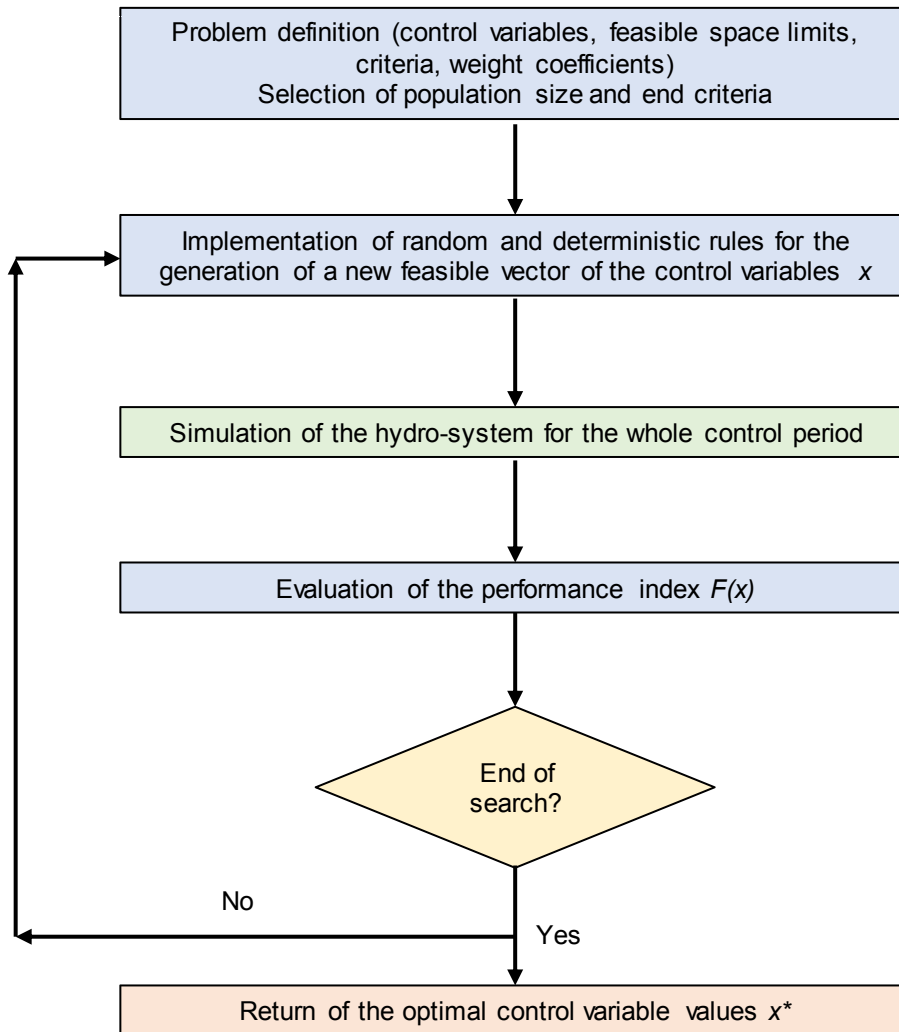 Problem definition (control variables, feasible space limits,
criteria, weight coefficients)
Selection of population size and end criteria
Implementation of random and deterministic rules for the
generation of a new feasible vector of the control variables x
Simulation of the hydro-system for the whole control period
Evaluation of the performance index F(x)
End of
search?
No
Yes
Return of the optimal control variable values x*